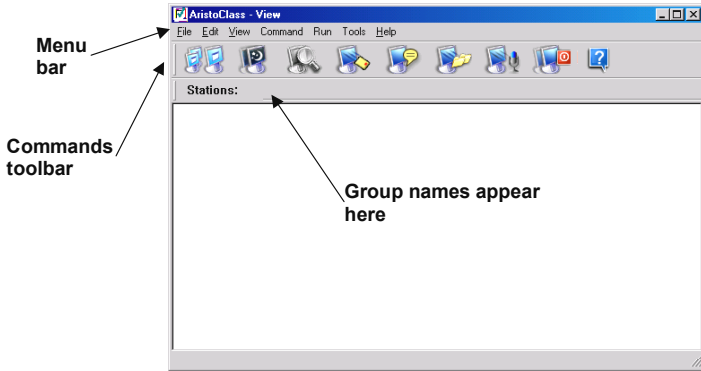 AristoClass - View
File Edit View Command Run Tools Help
Menu
bar
Stations:
Commands
toolbar
Group names appear
here